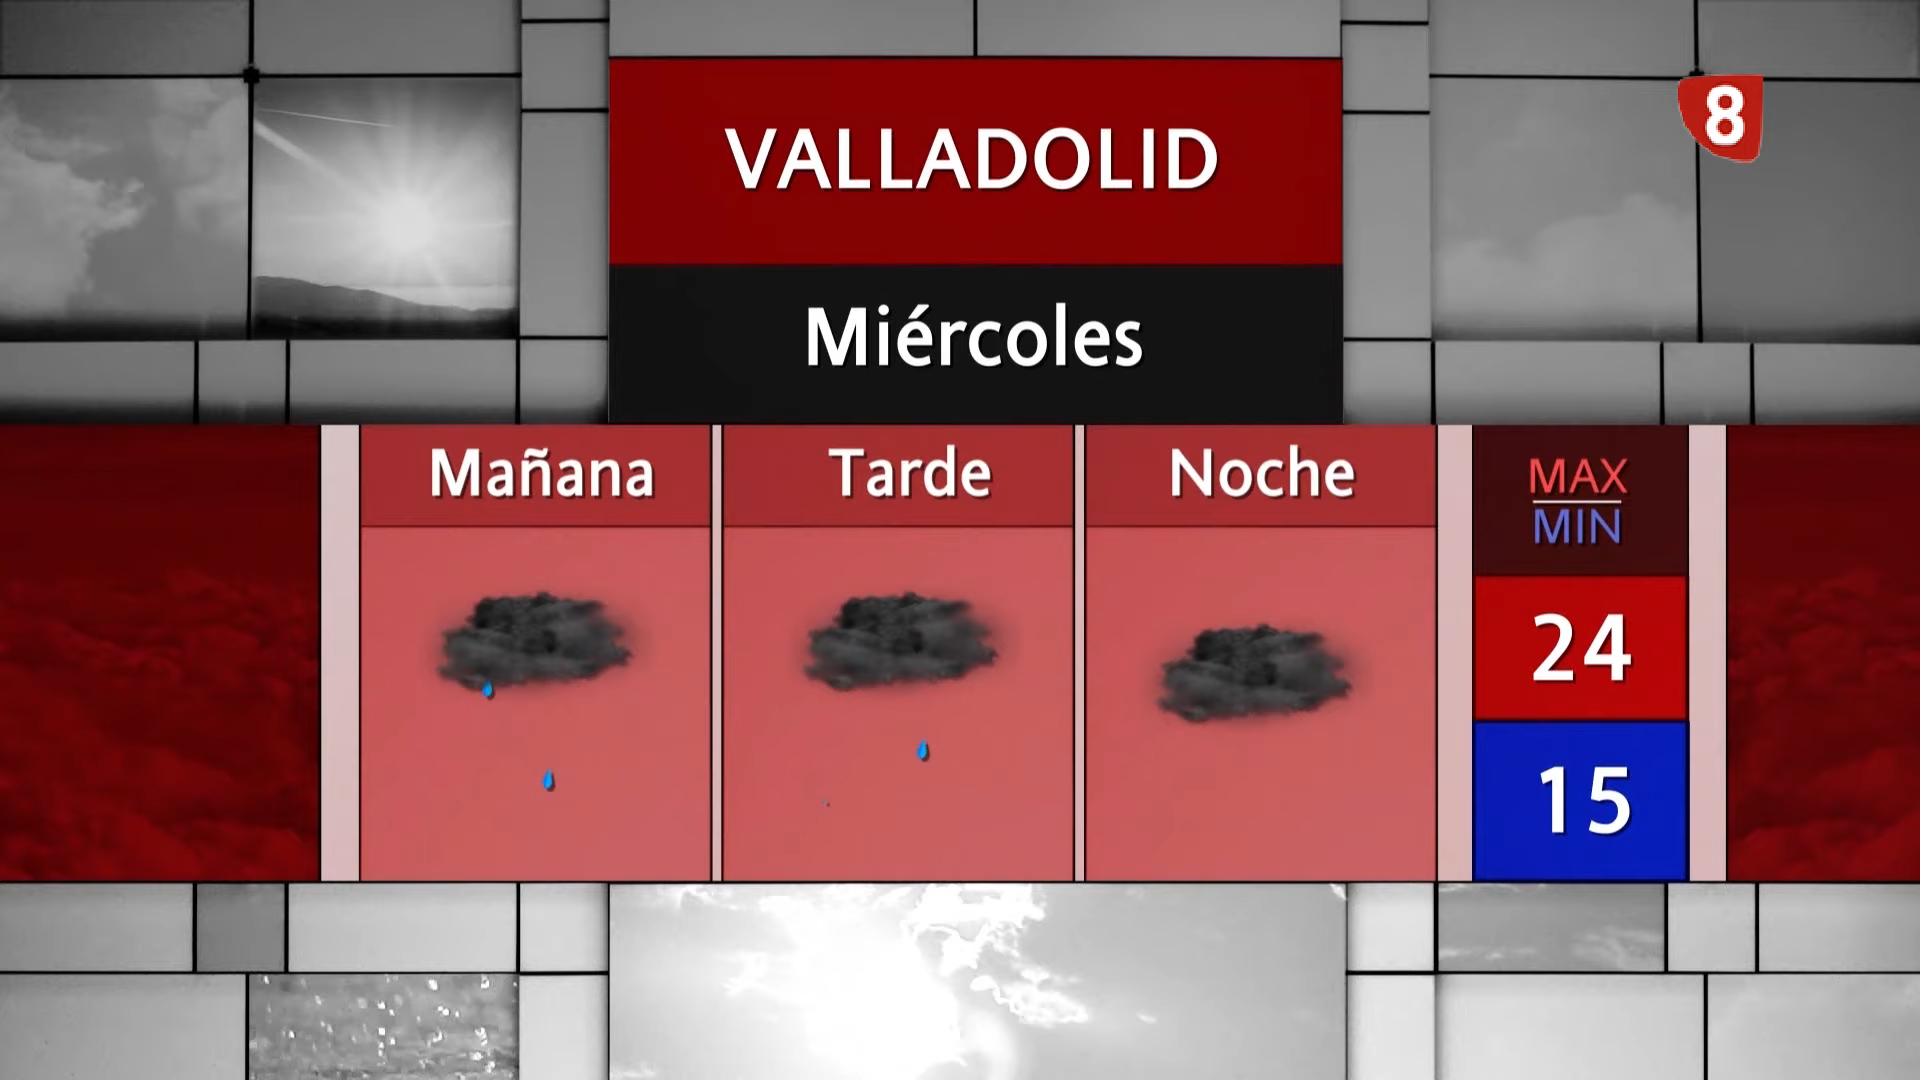 VALLADOLID
8
Miércoles
Mañana
Tarde
Noche
MAX
MIN
24
15